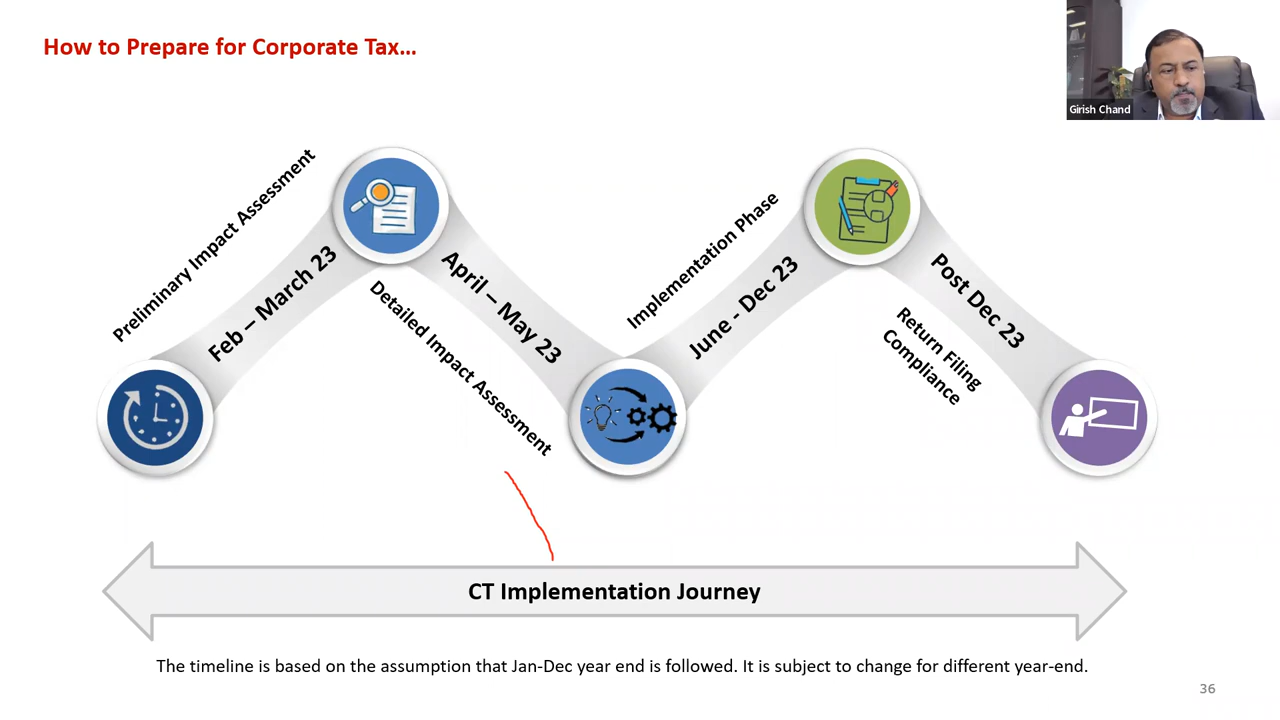 How to Prepare for Corporate Tax...
Girish Chand
Preliminary Impact Assessment
Feb – March 23
April – May 23
Detailed Impact Assessment
Implementation Phase
June - Dec 23
Post Dec 23
Return Filing
Compliance
CT Implementation Journey
The timeline is based on the assumption that Jan-Dec year end is followed. It is subject to change for different year-end.
36